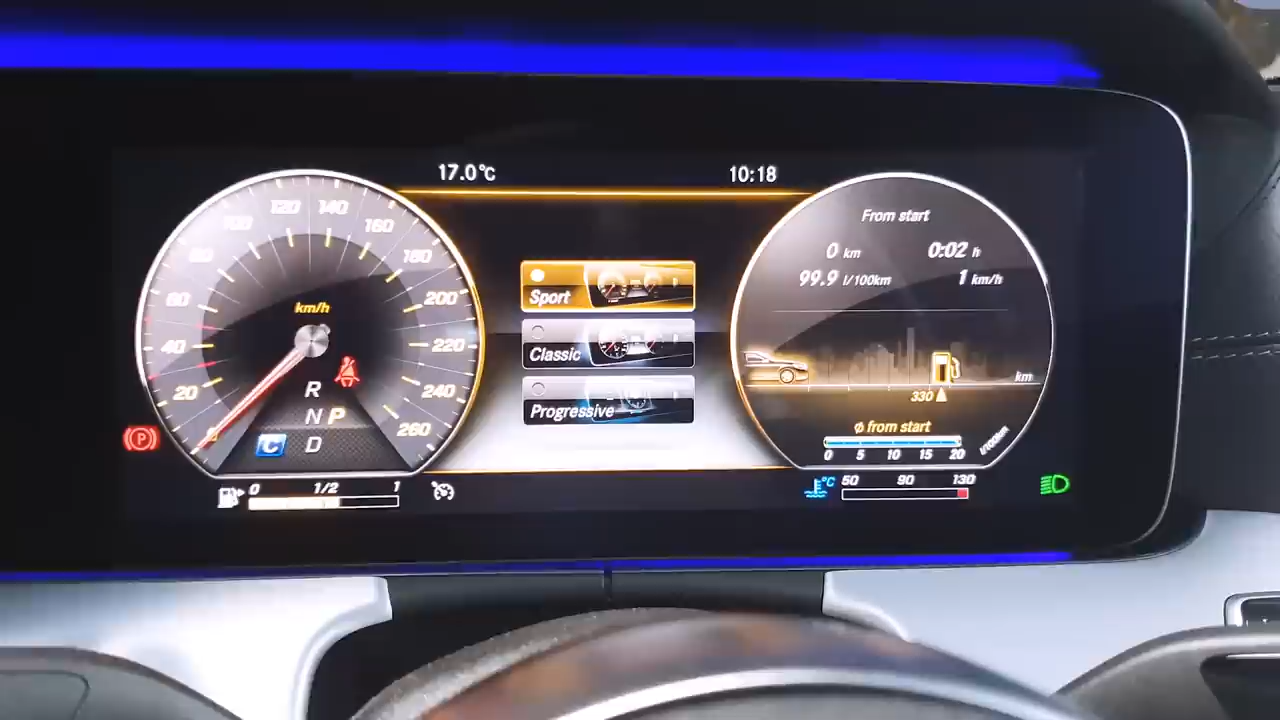 17.0°C
10:18
120 140
100 160
80 180
60 200
40 220
20 240
260
km/h
R
N P
C D
(P)
0 1/2 1
Sport
Classic
Progressive
From start
0 km 0:02 h
99.9 l/100km 1 km/h
km
330
ø from start
0 5 10 15 20
l/100km
°C 50 90 130